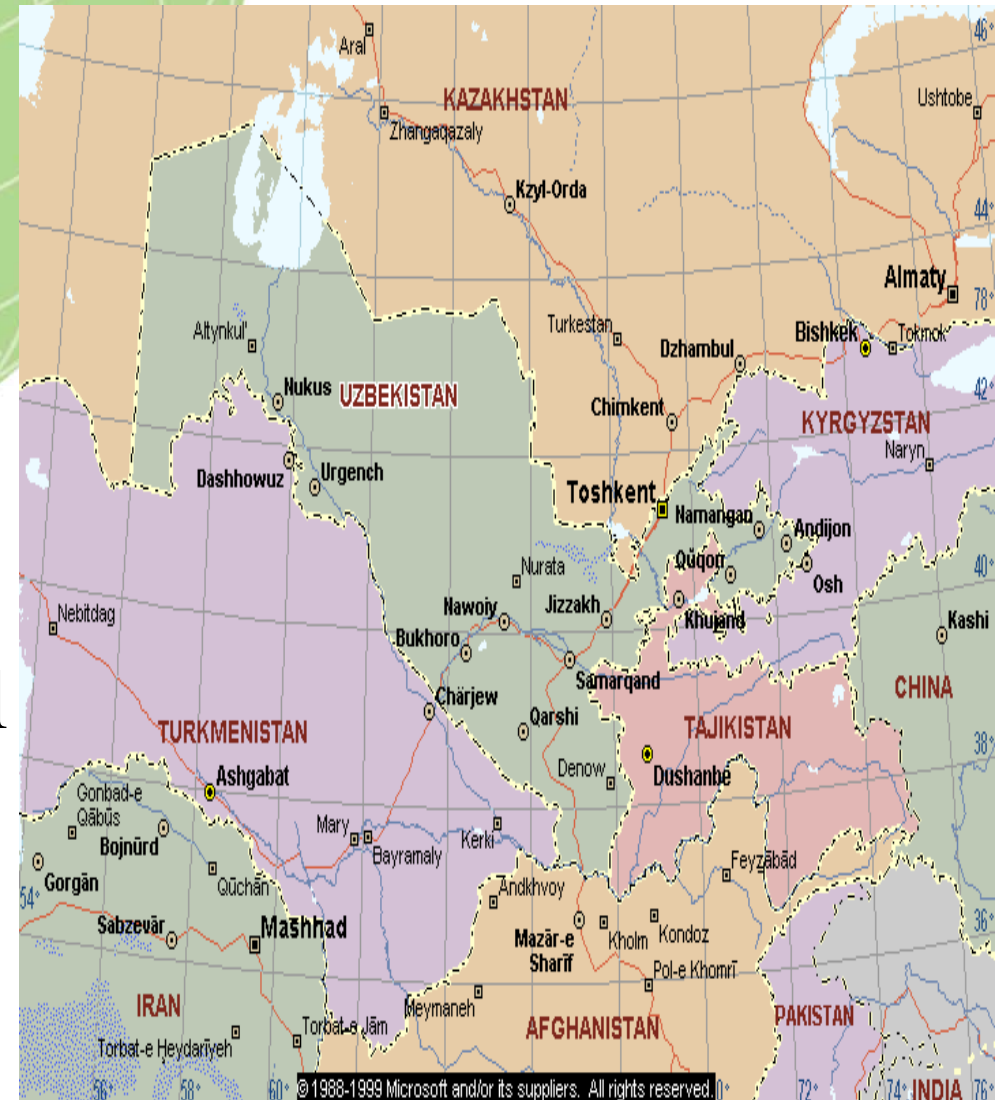 Aral
46°
KAZAKHSTAN
Ushtobe
Zhangaqazaly
Kzyl-Orda
44°
Almaty
78°
Turkestan
Bishkek
Tokmok
Dzhambul
Altynkul'
42°
Nukus
UZBEKISTAN
Chimkent
KYRGYZSTAN
Naryn
Dashhowuz
Urgench
Toshkent
Namangan
Andijon
Nurata
Qŭqon
Osh
40°
Nebitdag
Nawoiy
Jizzakh
Khujand
Kashi
Bukhoro
Samarqand
CHINA
Chärjew
Qarshi
TURKMENISTAN
TAJIKISTAN
38°
Ashgabat
Denow
Dushanbe
Gonbad-e
Qābūs
Bojnūrd
Mary
Bayramaly
Kerki
Gorgān
Qūchān
Feyzābād
54°
Andkhvoy
Sabzevār
Mashhad
36°
Mazār-e
Sharīf
Kholm
Kondoz
Pol-e Khomrī
IRAN
Meymaneh
Torbat-e Jām
AFGHANISTAN
PAKISTAN
Torbat-e Ḥeydarīyeh
56°
58°
60°
© 1988-1999 Microsoft and/or its suppliers. All rights reserved.
72°
74°
INDIA
76°